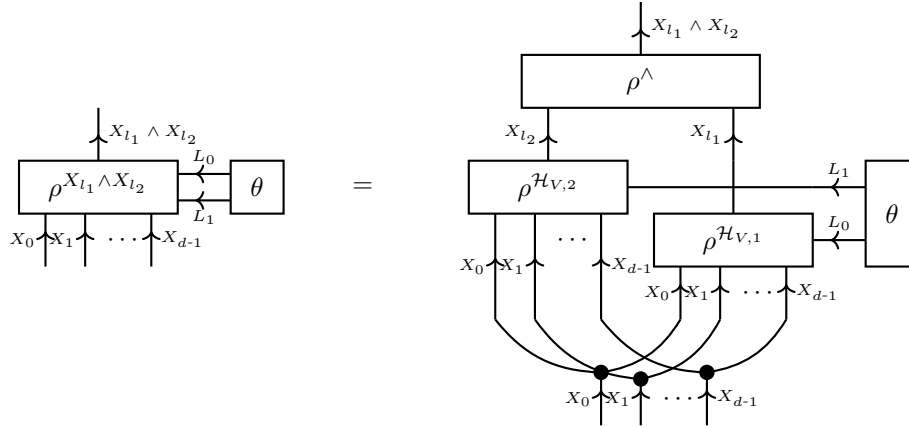 X_{l_1} ∧ X_{l_2}
ρ^∧
X_{l_1} ∧ X_{l_2} X_{l_2} X_{l_1}
L_0 L_1
ρ^{X_{l_1} ∧ X_{l_2}} θ = ρ^{\mathcal{H}_{V,2}}
L_1 θ
X_0 X_1 ... X_{d-1} ... ρ^{\mathcal{H}_{V,1}} L_0
X_0 X_1 X_{d-1} X_0 X_1 ... X_{d-1}
X_0 X_1 ... X_{d-1}